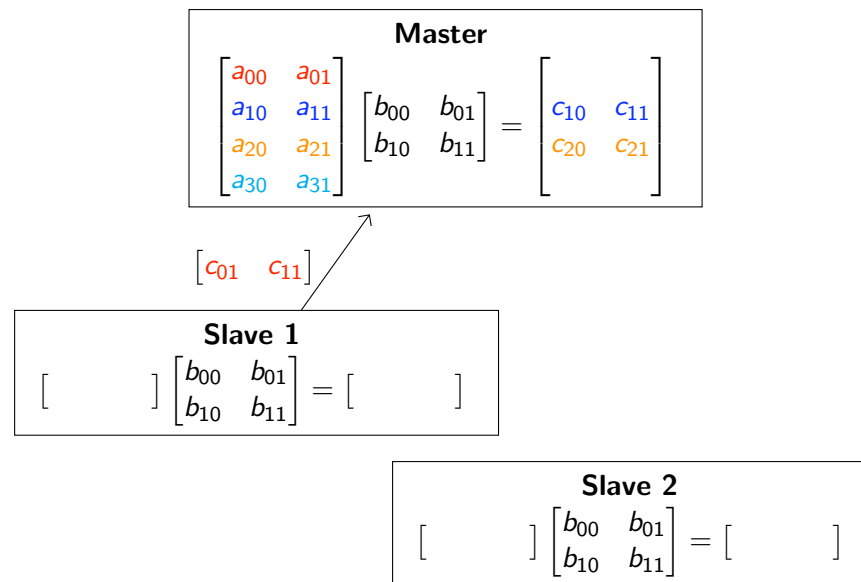 Master
a00 a01
a10 a11
a20 a21
a30 a31
b00 b01
b10 b11
=
c10 c11
c20 c21
[c01 c11]
Slave 1
[ ] [b00 b01
b10 b11] = [ ]
Slave 2
[ ] [b00 b01
b10 b11] = [ ]